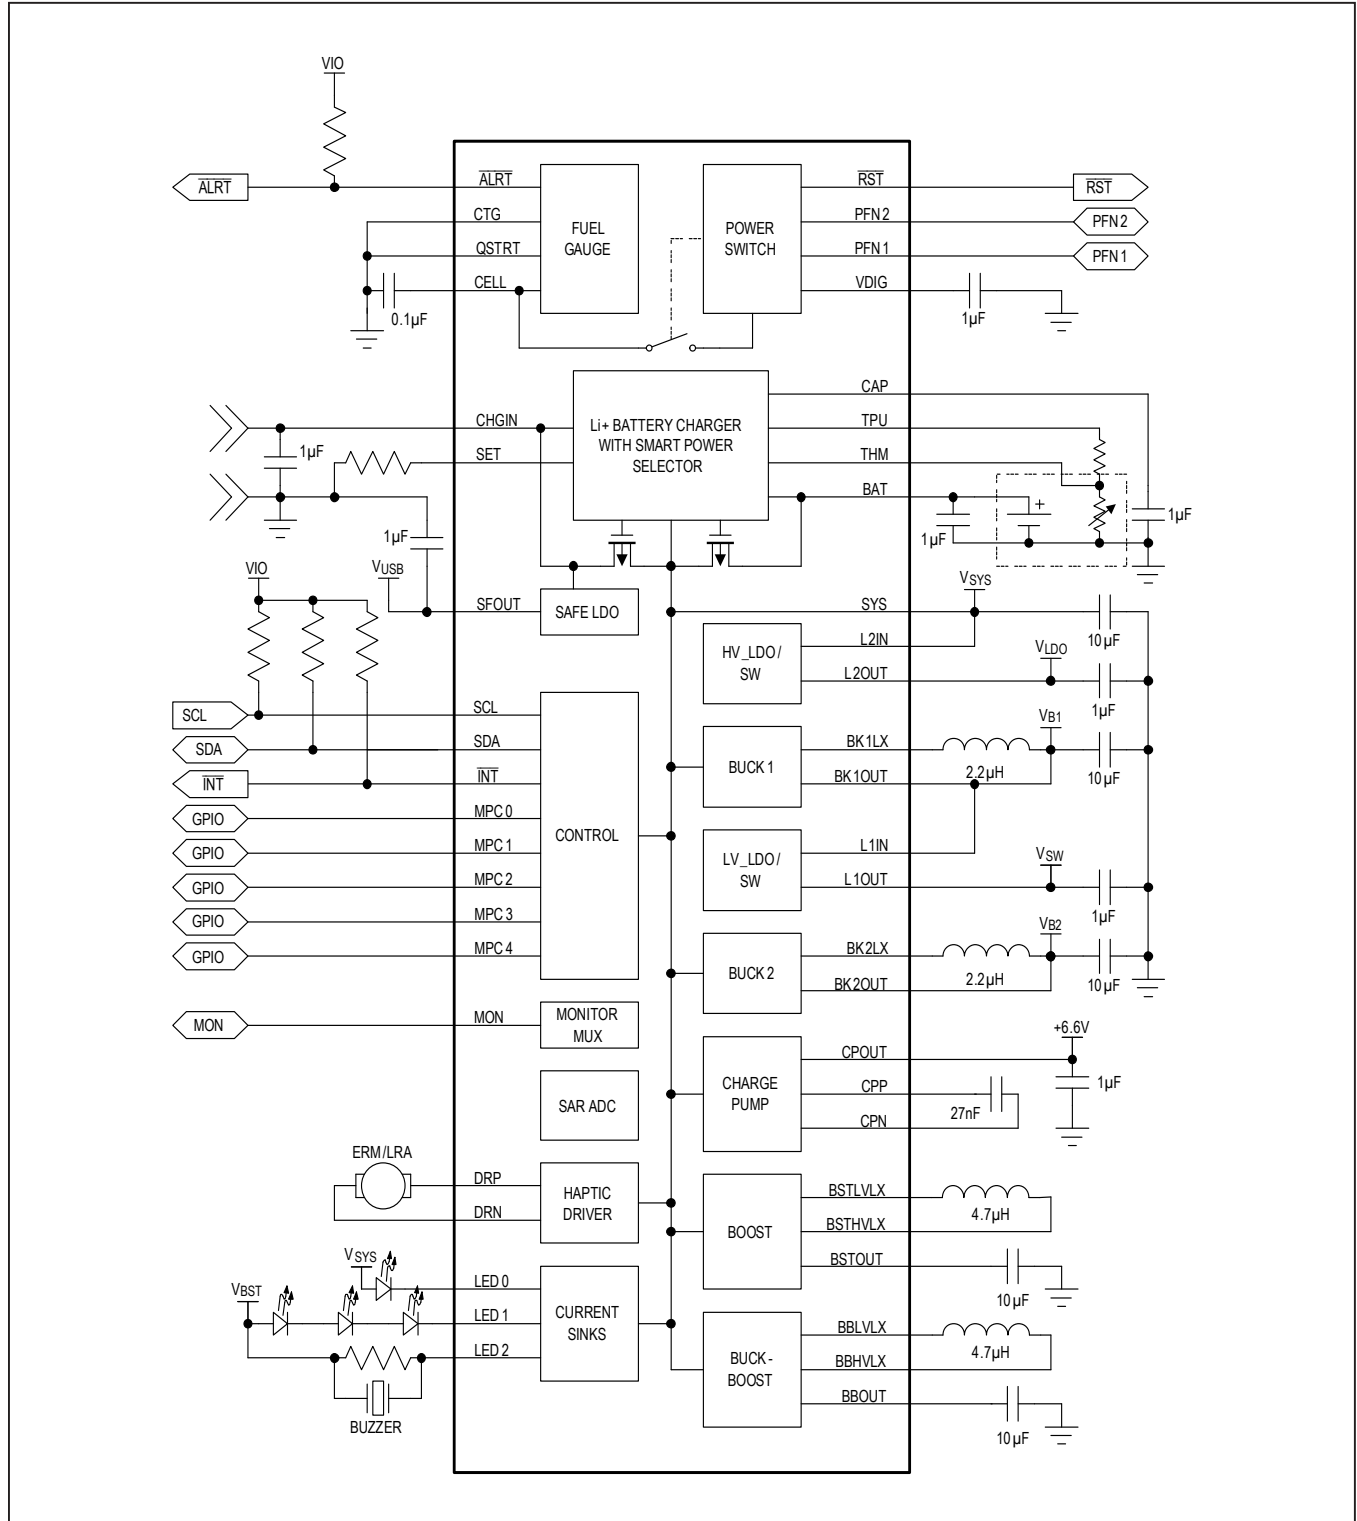 VIO
ALRT
ALRT
CTG
QSTRT
CELL
0.1µF
FUEL
GAUGE
POWER
SWITCH
RST
PFN2
PFN1
VDIG
RST
PFN2
PFN1
1µF
CHGIN
SET
1µF
1µF
Li+ BATTERY CHARGER
WITH SMART POWER
SELECTOR
CAP
TPU
THM
BAT
1µF
+
1µF
VIO
VUSB
SFOUT
SAFE LDO
SYS
VSYS
10µF
L2IN
HV_LDO/
SW
L2OUT
VLDO
1µF
SCL
SDA
INT
GPIO
GPIO
GPIO
GPIO
GPIO
SCL
SDA
INT
MPC0
MPC1
MPC2
MPC3
MPC4
CONTROL
BUCK1
BK1LX
BK1OUT
2.2µH
VB1
10µF
LV_LDO/
SW
L1IN
L1OUT
VSW
1µF
BUCK2
BK2LX
BK2OUT
2.2µH
VB2
10µF
MON
MON
MONITOR
MUX
SAR ADC
CHARGE
PUMP
CPOUT
CPP
CPN
27nF
+6.6V
1µF
ERM/LRA
DRP
DRN
HAPTIC
DRIVER
BOOST
BSTLVLX
BSTHVLX
BSTOUT
4.7µH
10µF
VSYS
VBST
LED0
LED1
LED2
BUZZER
CURRENT
SINKS
BUCK-
BOOST
BBLVLX
BBHVLX
BBOUT
4.7µH
10µF